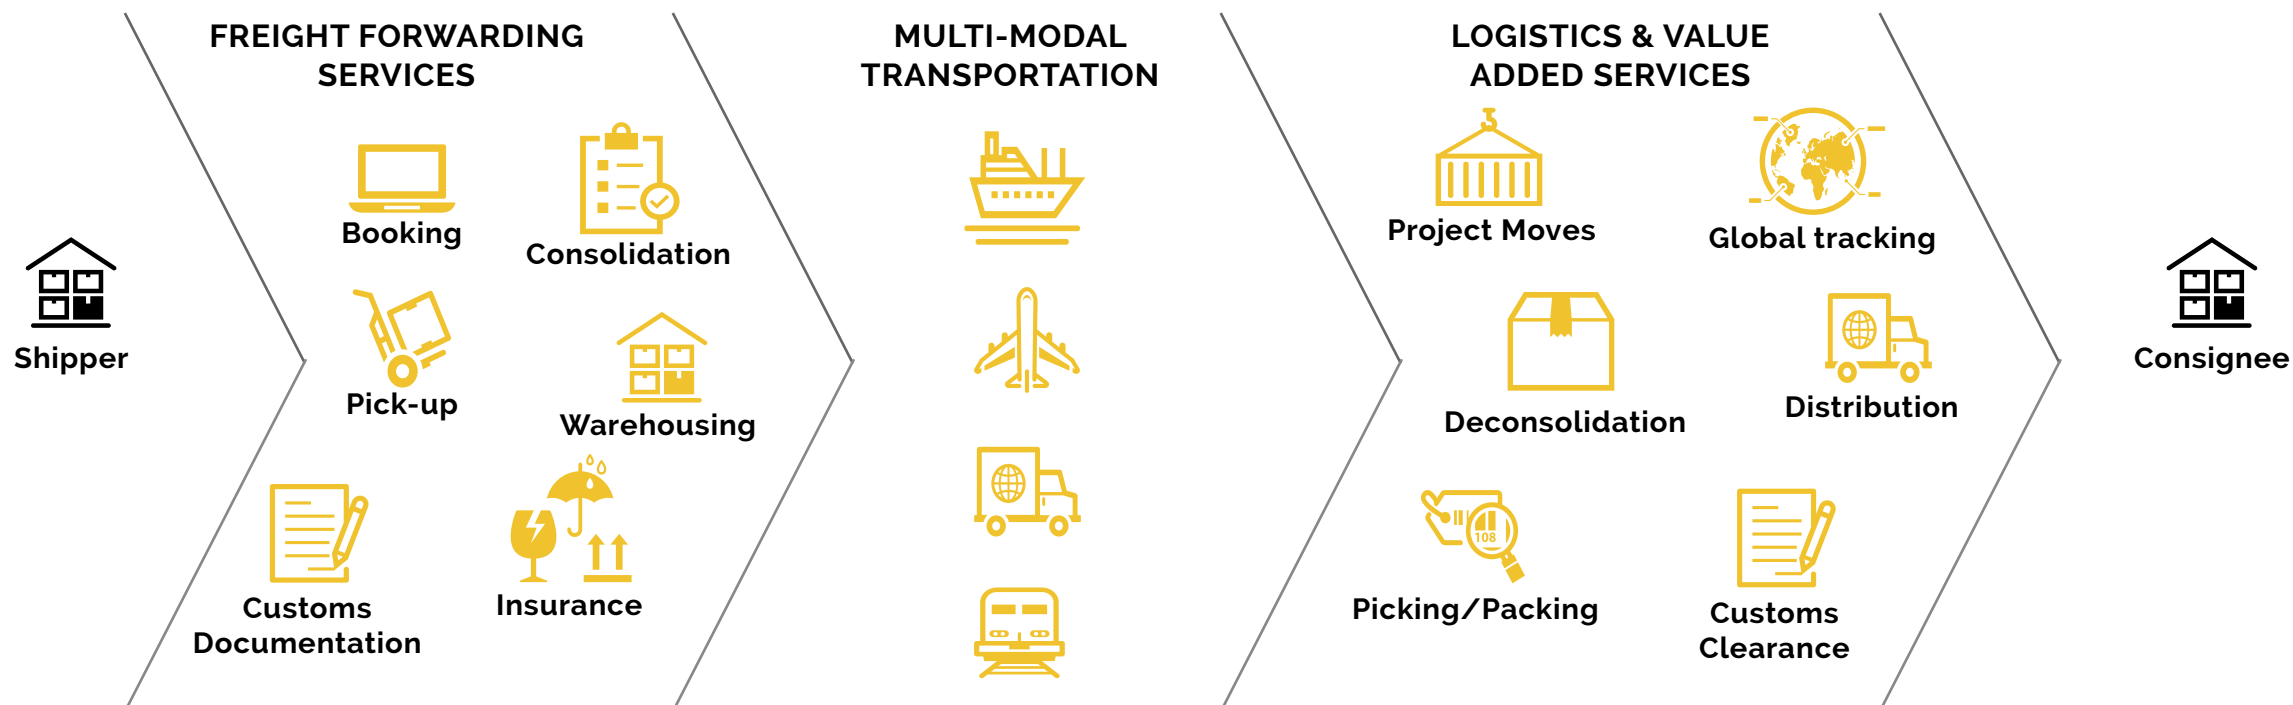 FREIGHT FORWARDING
SERVICES
MULTI-MODAL
TRANSPORTATION
LOGISTICS & VALUE
ADDED SERVICES
Shipper
Booking
Consolidation
Pick-up
Warehousing
Customs
Documentation
Insurance
Project Moves
Global tracking
Deconsolidation
Distribution
108
Picking/Packing
Customs
Clearance
Consignee